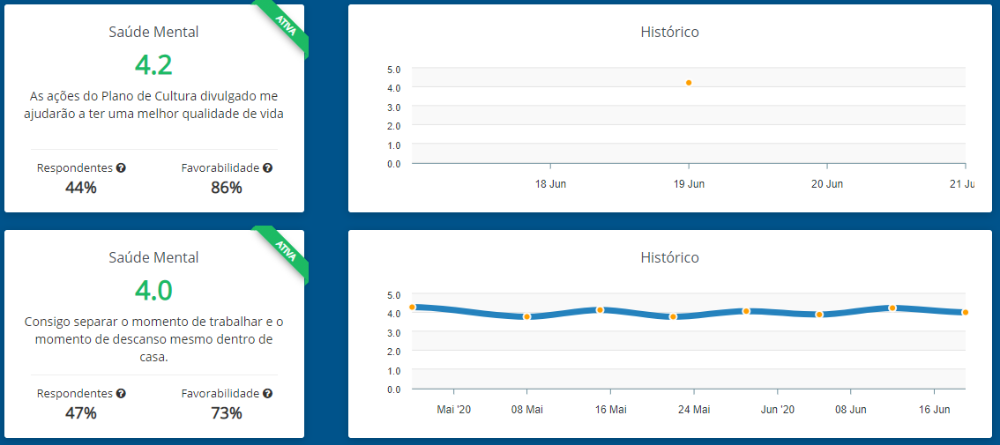 ATIVA
Saúde Mental
4.2
As ações do Plano de Cultura divulgado me
ajudarão a ter uma melhor qualidade de vida
Respondentes
Favorabilidade
44%
86%
Histórico
5.0
4.0
3.0
2.0
1.0
0.0
18 Jun
19 Jun
20 Jun
21 Ju
ATIVA
Saúde Mental
4.0
Consigo separar o momento de trabalhar e o
momento de descanso mesmo dentro de
casa.
Respondentes
Favorabilidade
47%
73%
Histórico
5.0
4.0
3.0
2.0
1.0
0.0
Mai '20
08 Mai
16 Mai
24 Mai
Jun '20
08 Jun
16 Jun